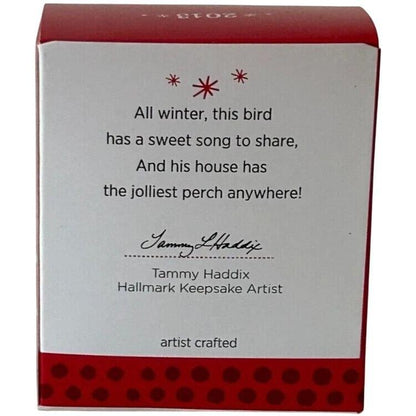 2013
All winter, this bird
has a sweet song to share,
And his house has
the jolliest perch anywhere!
Tammy L Haddix
Tammy Haddix
Hallmark Keepsake Artist
artist crafted